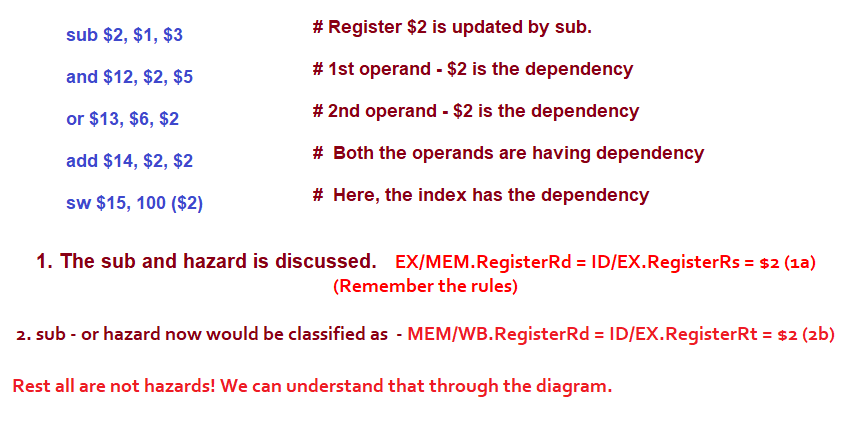 sub $2, $1, $3 # Register $2 is updated by sub.
and $12, $2, $5 # 1st operand - $2 is the dependency
or $13, $6, $2 # 2nd operand - $2 is the dependency
add $14, $2, $2 # Both the operands are having dependency
sw $15, 100 ($2) # Here, the index has the dependency
1. The sub and hazard is discussed. EX/MEM.RegisterRd = ID/EX.RegisterRs = $2 (1a)
(Remember the rules)
2. sub - or hazard now would be classified as - MEM/WB.RegisterRd = ID/EX.RegisterRt = $2 (2b)
Rest all are not hazards! We can understand that through the diagram.